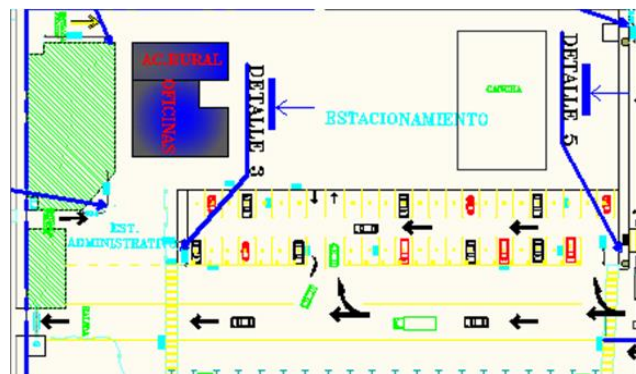 AC.RURAL
OFICINAS
DETALLE 3
ESTACIONAMIENTO
CANCHA
DETALLE 5
EST.
ADMINISTRATIVO